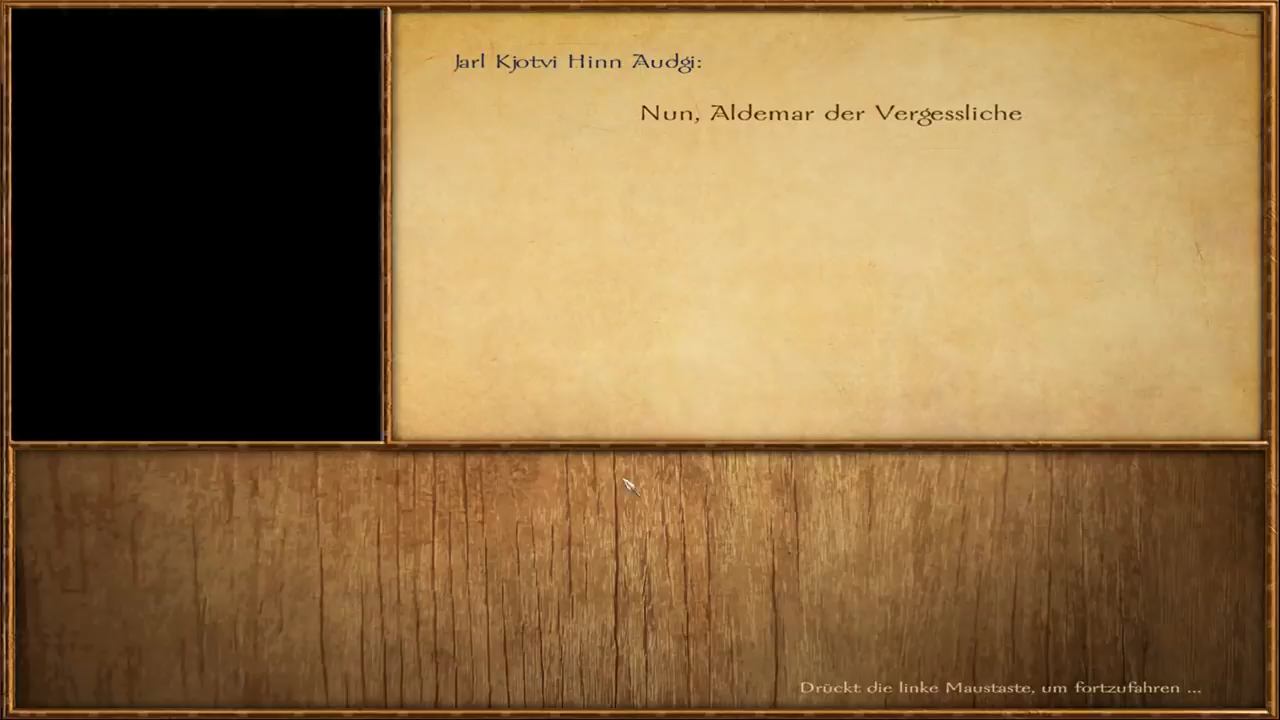 Jarl Kjotvi Hinn Audgi:
Nun, Aldemar der Vergessliche
Drückt die linke Maustaste, um fortzufahren ...